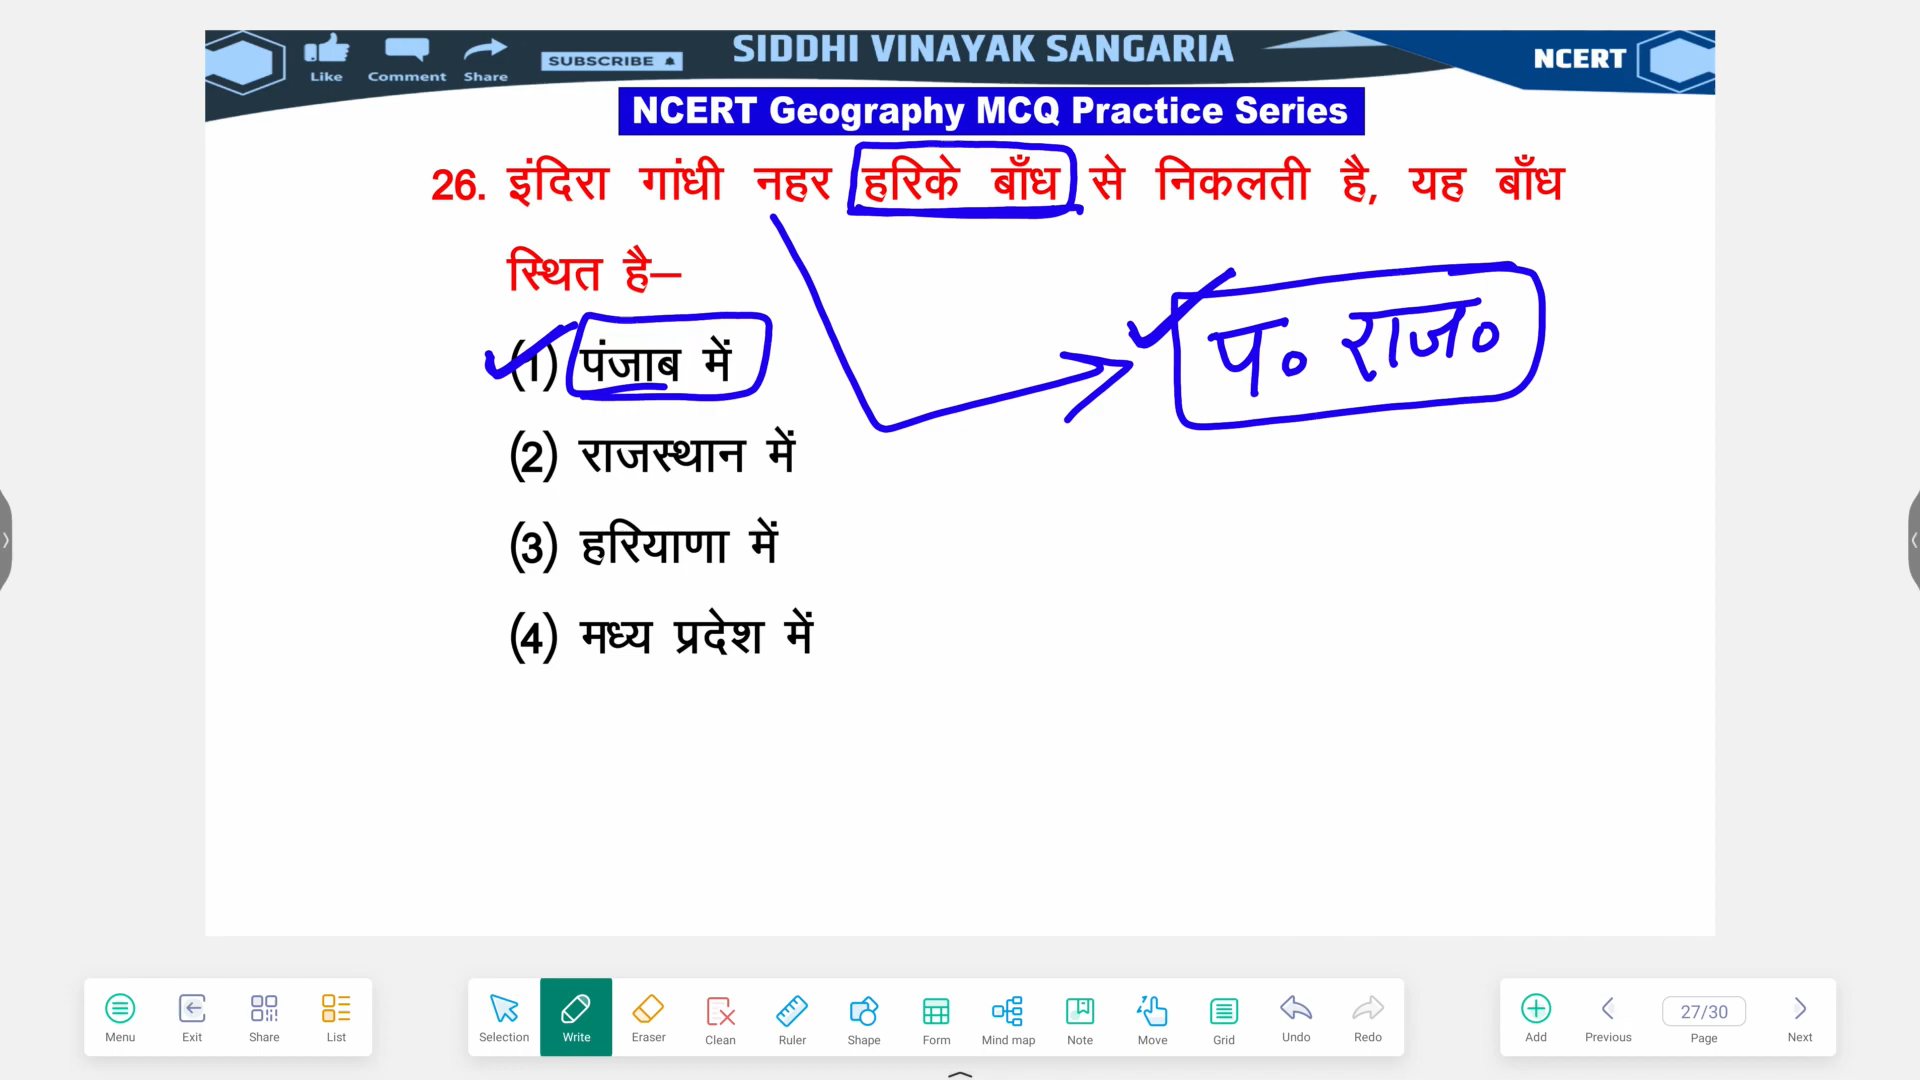 SIDDHI VINAYAK SANGARIA
Like Comment Share SUBSCRIBE
NCERT
NCERT Geography MCQ Practice Series
26. इंदिरा गांधी नहर हरिके बाँध से निकलती है, यह बाँध
स्थित है–
(1) पंजाब में
प० राज०
(2) राजस्थान में
(3) हरियाणा में
(4) मध्य प्रदेश में
Menu Exit Share List
Selection Write Eraser Clean Ruler Shape Form Mind map Note Move Grid Undo Redo
Add Previous 27/30 Page Next